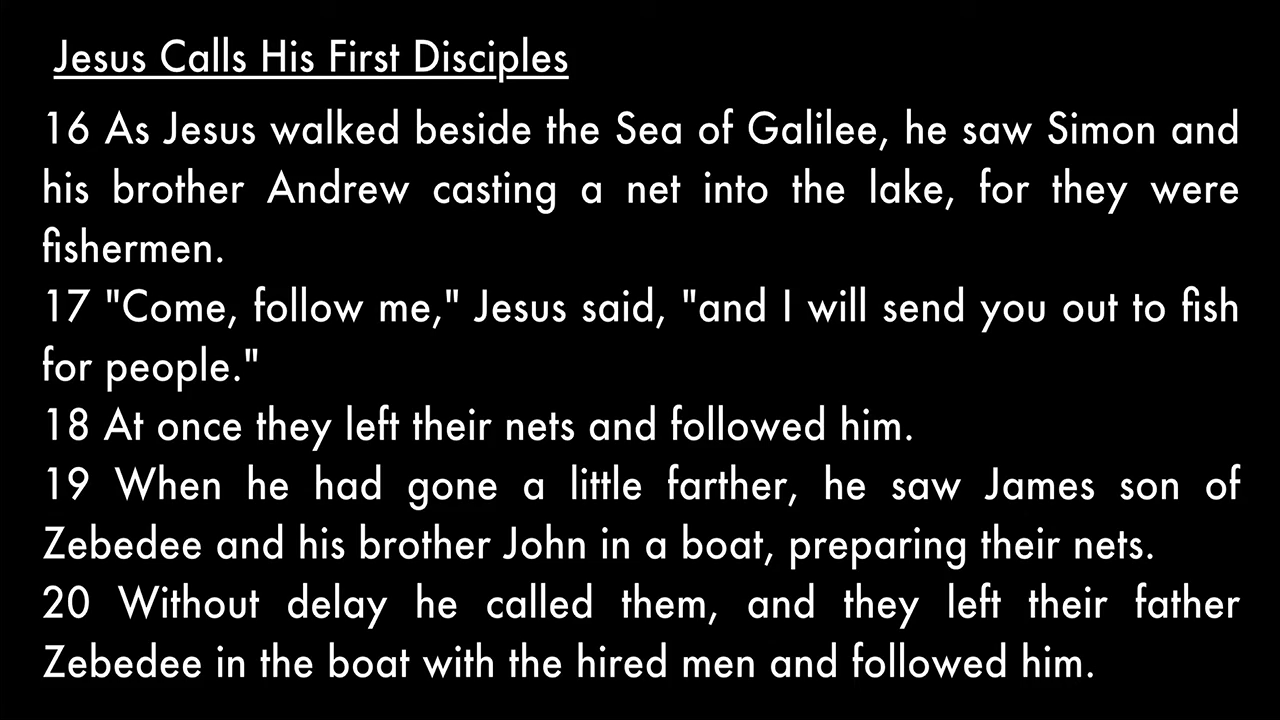 Jesus Calls His First Disciples
16 As Jesus walked beside the Sea of Galilee, he saw Simon and
his brother Andrew casting a net into the lake, for they were
fishermen.
17 "Come, follow me," Jesus said, "and I will send you out to fish
for people."
18 At once they left their nets and followed him.
19 When he had gone a little farther, he saw James son of
Zebedee and his brother John in a boat, preparing their nets.
20 Without delay he called them, and they left their father
Zebedee in the boat with the hired men and followed him.